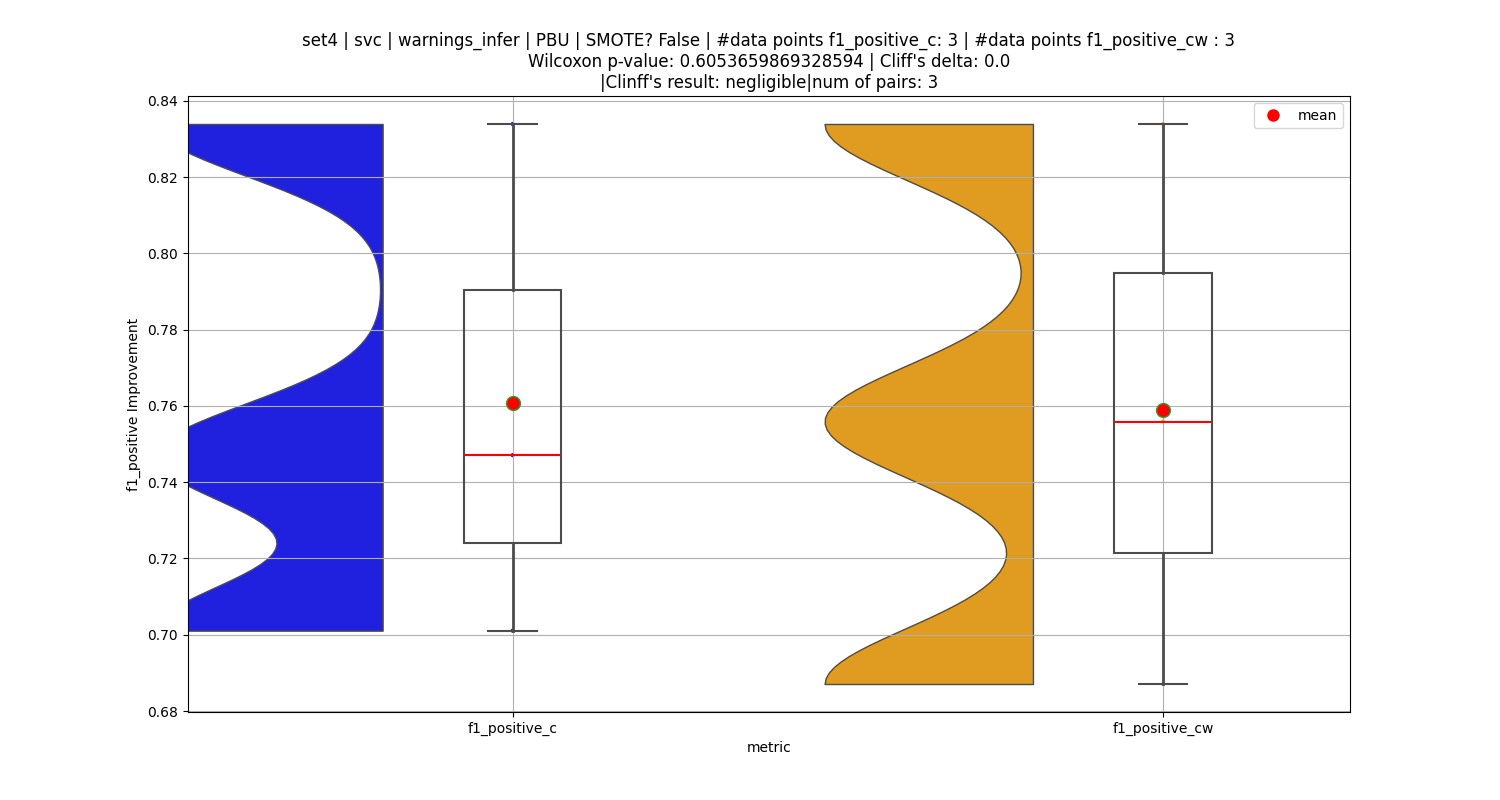 set4 | svc | warnings_infer | PBU | SMOTE? False | #data points f1_positive_c: 3 | #data points f1_positive_cw : 3
Wilcoxon p-value: 0.6053659869328594 | Cliff's delta: 0.0
|Clinff's result: negligible|num of pairs: 3
mean
0.84
0.82
0.80
0.78
0.76
0.74
0.72
0.70
0.68
f1_positive Improvement
f1_positive_c
f1_positive_cw
metric